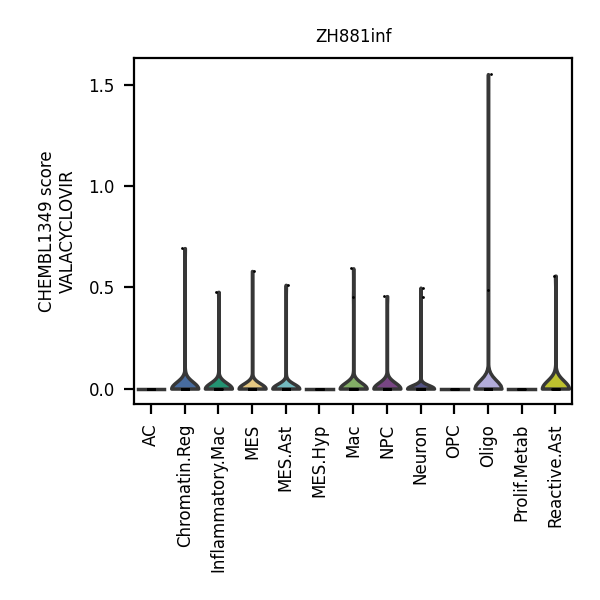 ZH881inf
CHEMBL1349 score
VALACYCLOVIR
1.5
1.0
0.5
0.0
AC
Chromatin.Reg
Inflammatory.Mac
MES
MES.Ast
MES.Hyp
Mac
NPC
Neuron
OPC
Oligo
Prolif.Metab
Reactive.Ast